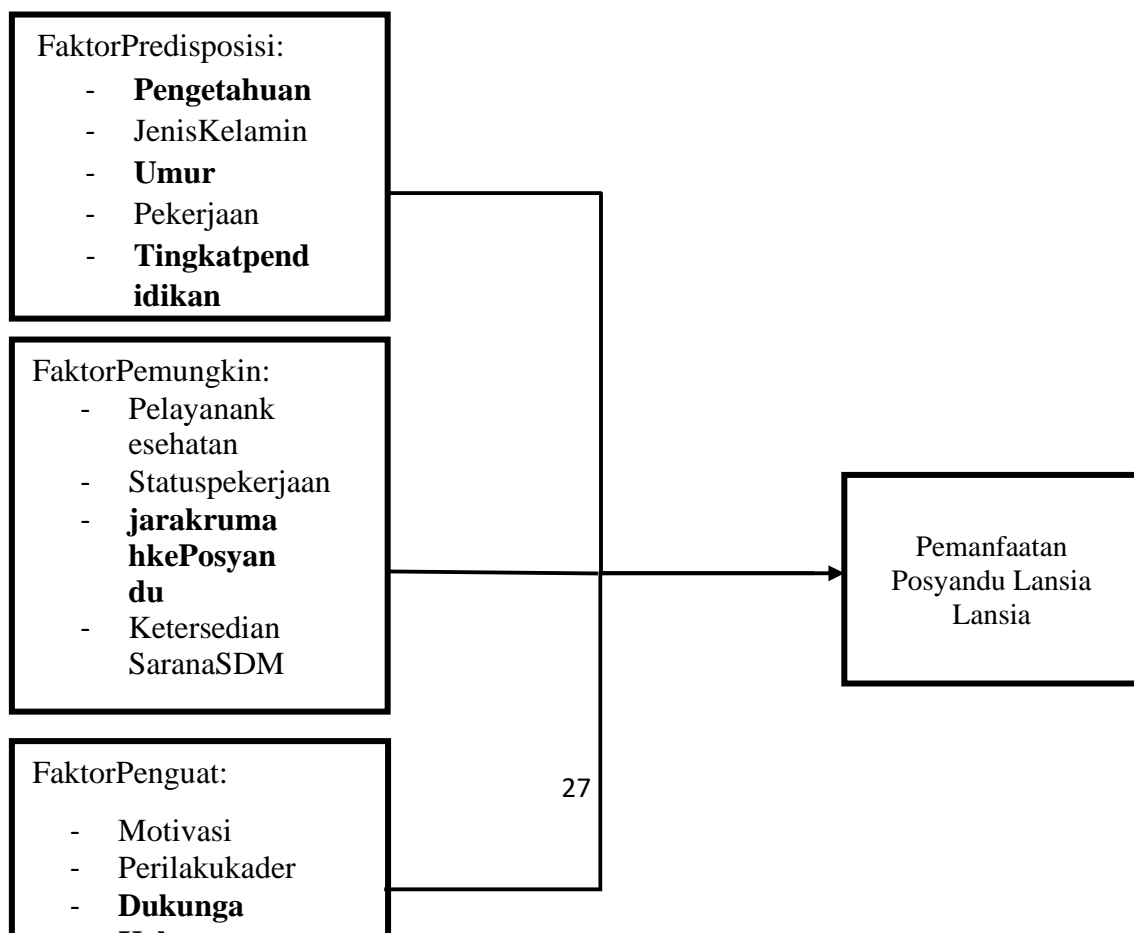 FaktorPredisposisi:
- Pengetahuan
- JenisKelamin
- Umur
- Pekerjaan
- Tingkatpend
idikan
FaktorPemungkin:
- Pelayanank
esehatan
- Statuspekerjaan
- jarakruma
hkePosyan
du
- Ketersedian
SaranaSDM
Pemanfaatan
Posyandu Lansia
Lansia
FaktorPenguat:
- Motivasi
- Perilakukader
- Dukunga
27